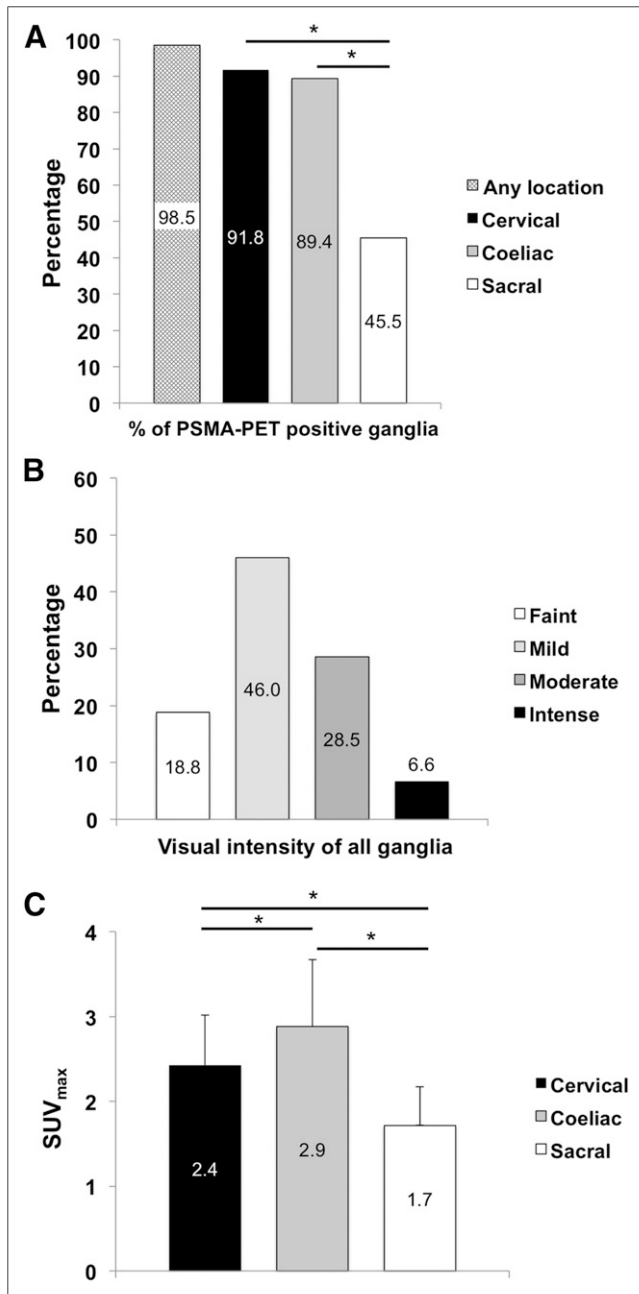 A
*
*
100
90
80
70
60
50
40
30
20
10
0
Percentage
98.5
91.8
89.4
45.5
Any location
Cervical
Coeliac
Sacral
% of PSMA-PET positive ganglia
B
60
50
40
30
20
10
0
Percentage
18.8
46.0
28.5
6.6
Faint
Mild
Moderate
Intense
Visual intensity of all ganglia
C
*
*
*
4
3
2
1
0
SUVmax
2.4
2.9
1.7
Cervical
Coeliac
Sacral